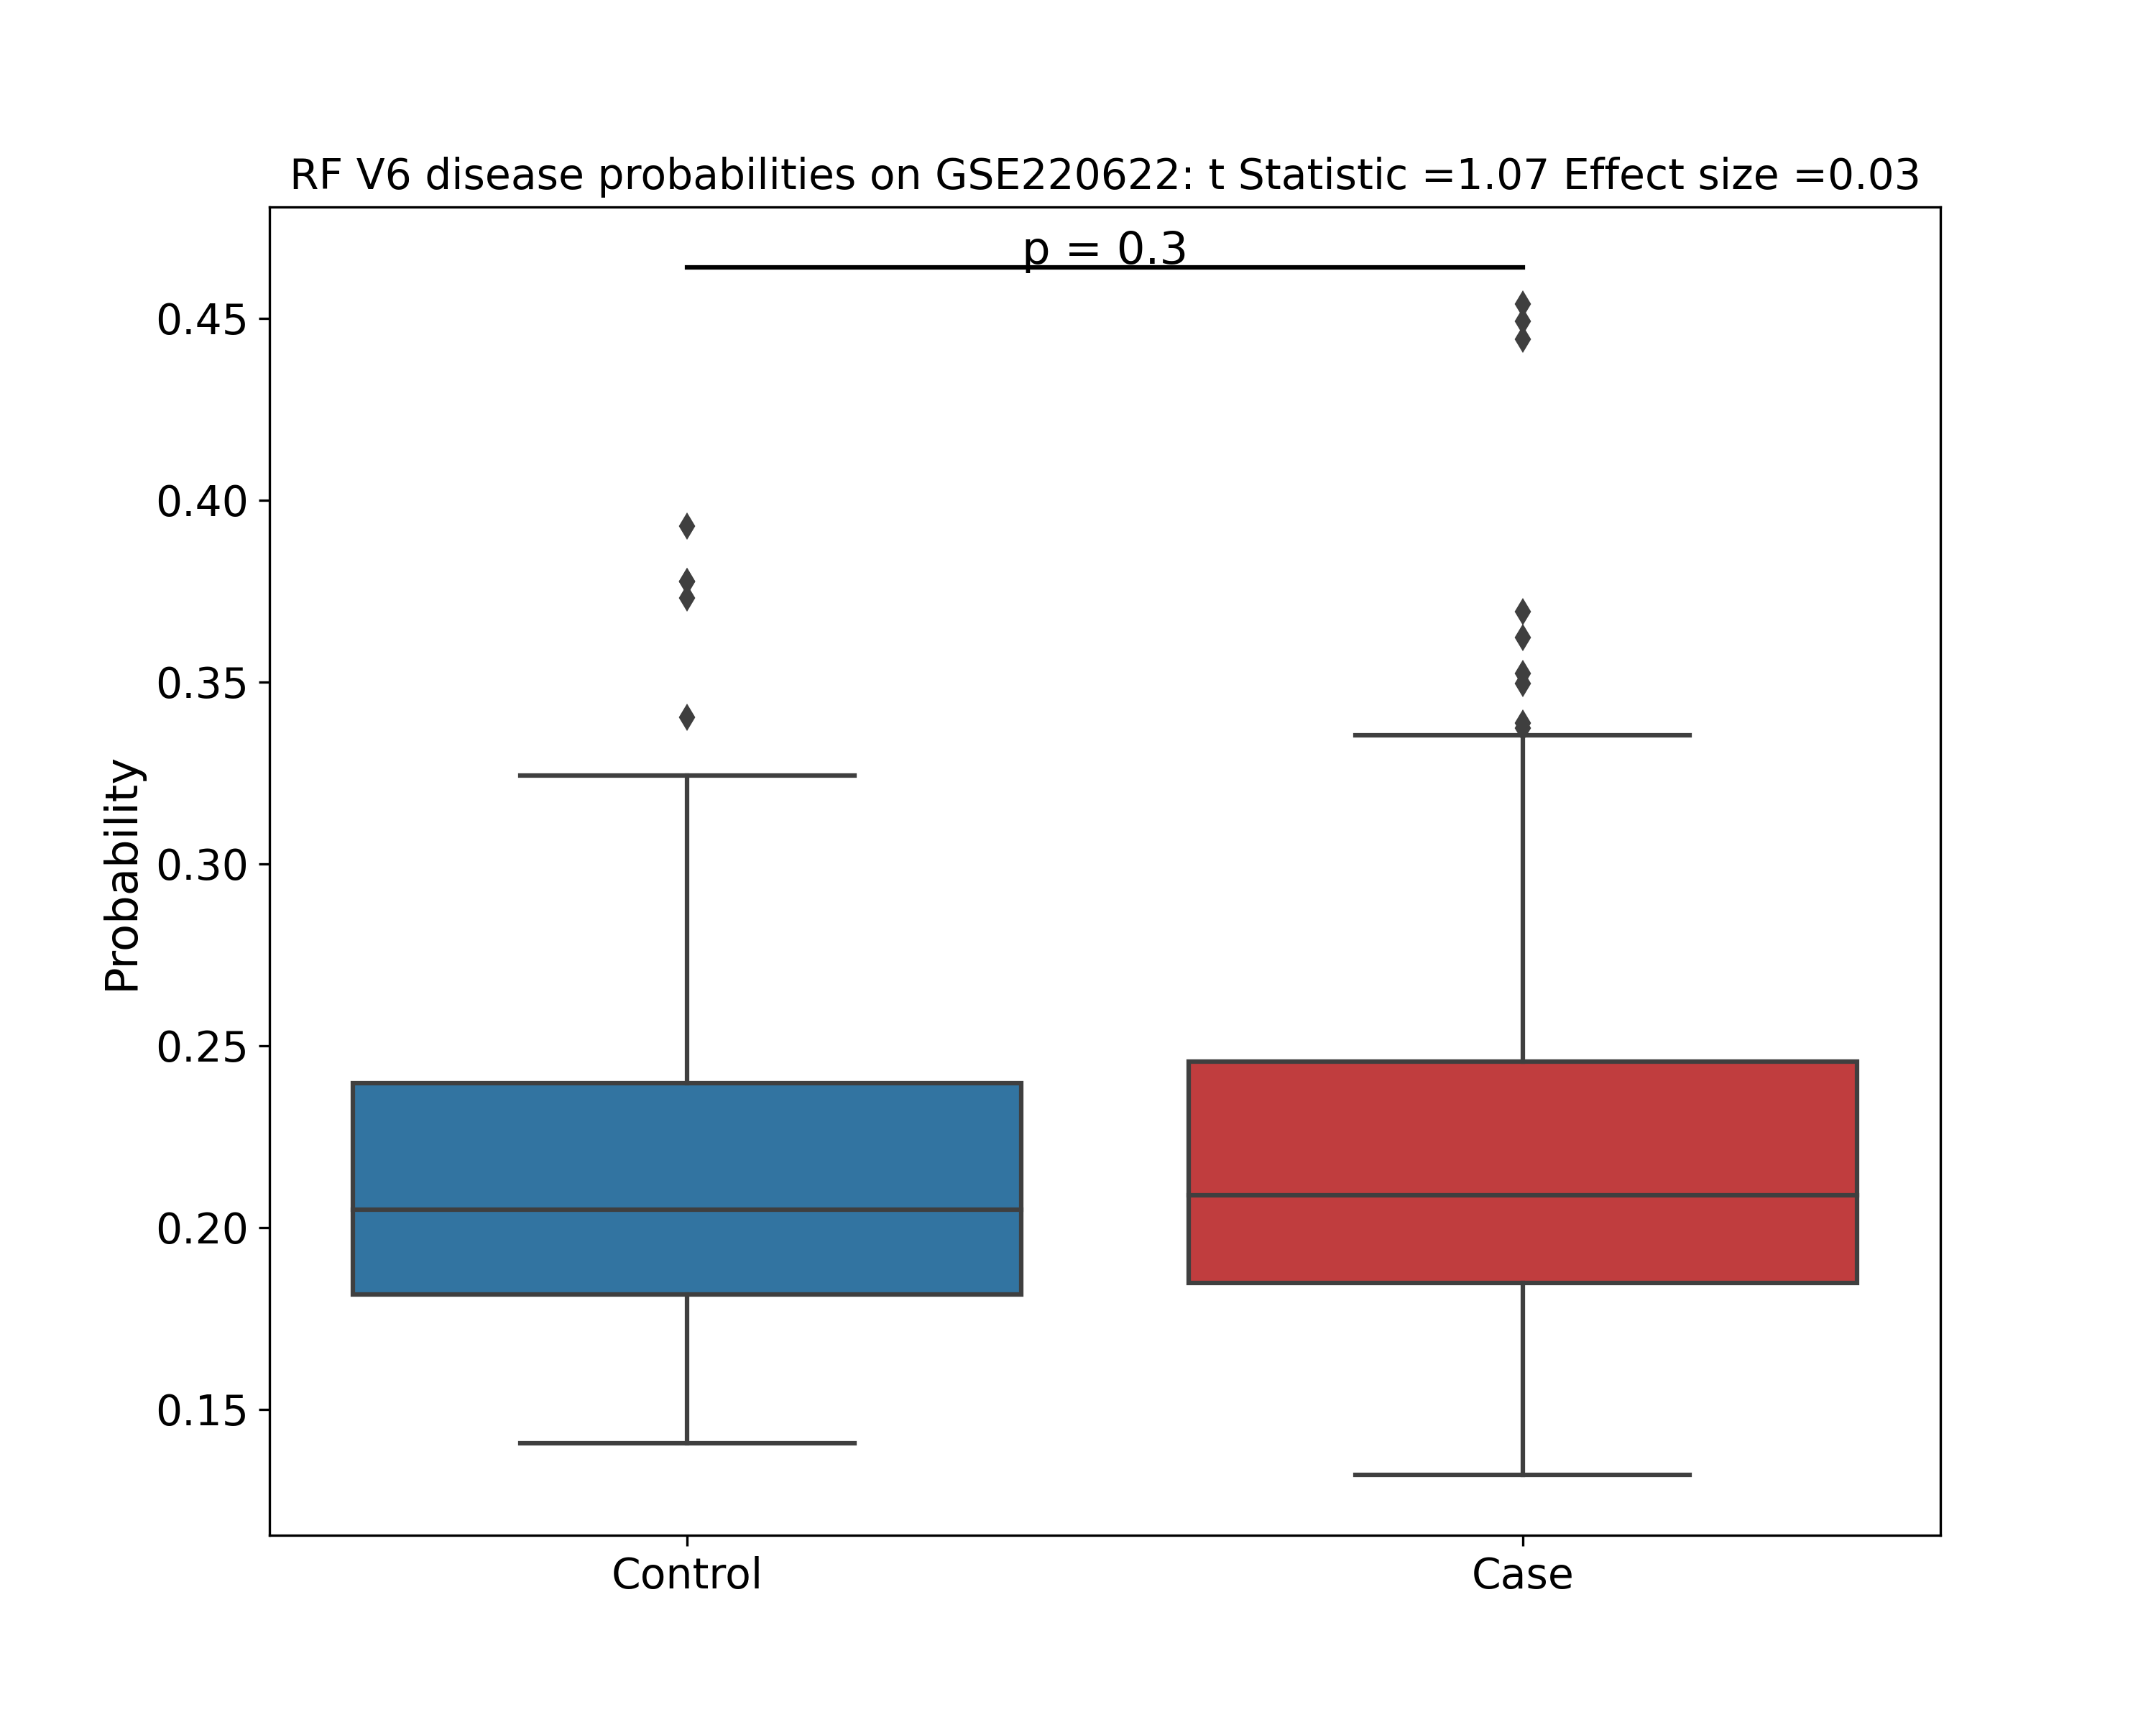 RF V6 disease probabilities on GSE220622: t Statistic =1.07 Effect size =0.03
p = 0.3
0.45
0.40
0.35
0.30
0.25
0.20
0.15
Probability
Control
Case